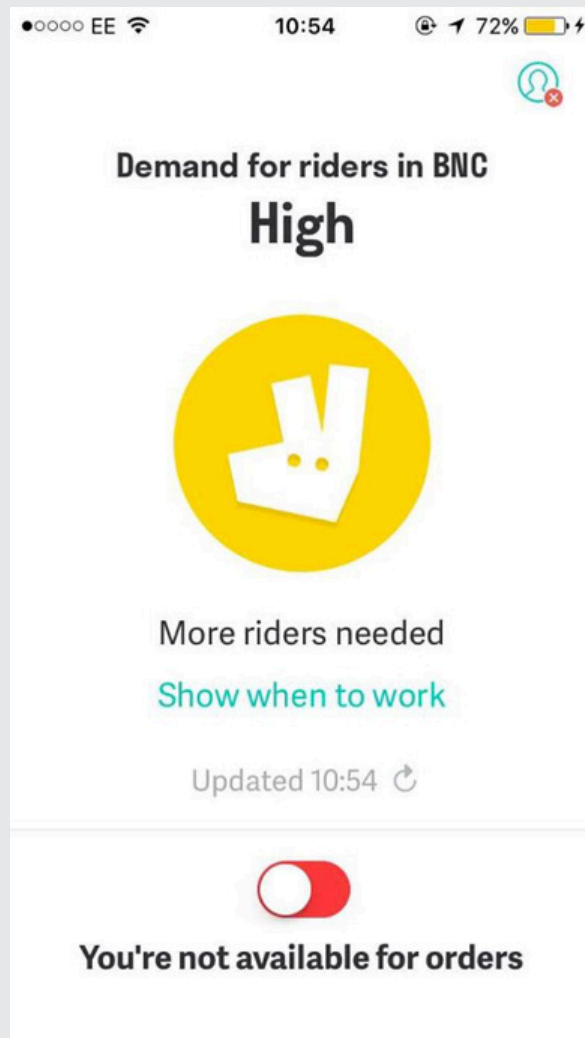 EE 10:54 72%
Demand for riders in BNC
High
More riders needed
Show when to work
Updated 10:54
You're not available for orders